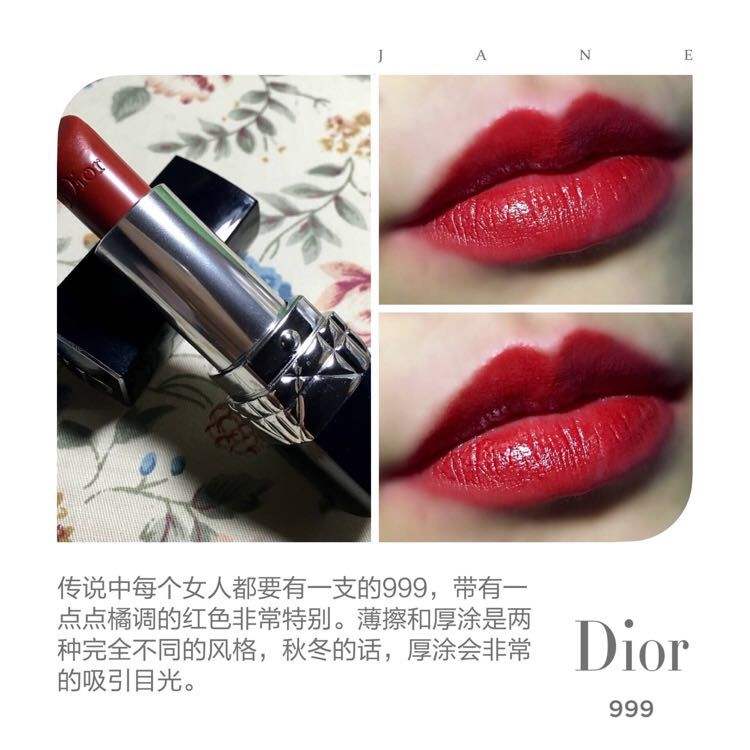 J A N E
Dior
传说中每个女人都要有一支的999，带有一
点点橘调的红色非常特别。薄擦和厚涂是两
种完全不同的风格，秋冬的话，厚涂会非常
的吸引目光。
Dior
999